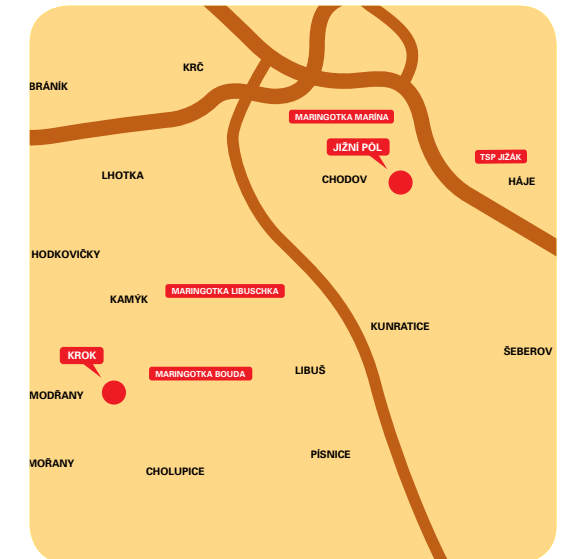 KRČ
BRÁNÍK
MARINGOTKA MARÍNA
JIŽNÍ PÓL
TSP JIŽÁK
LHOTKA
CHODOV
HÁJE
HODKOVIČKY
MARINGOTKA LIBUSCHKA
KAMÝK
KUNRATICE
ŠEBEROV
KROK
LIBUŠ
MARINGOTKA BOUDA
MODŘANY
PÍSNICE
MOŘANY
CHOLUPICE